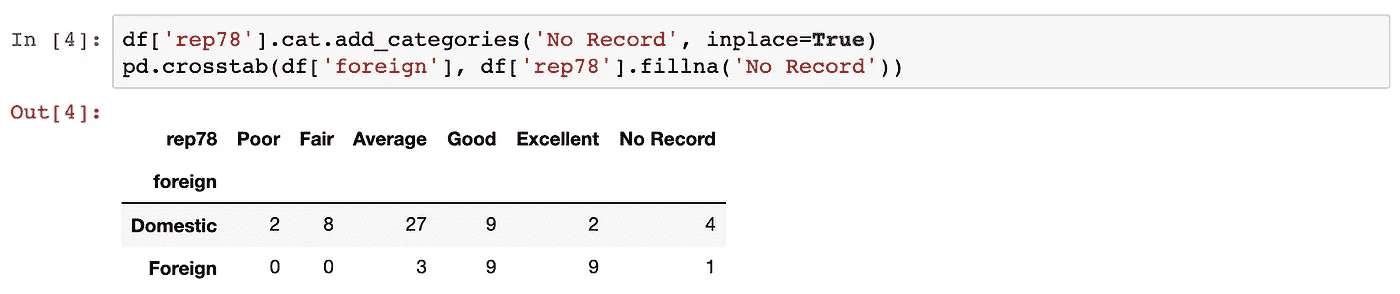 In [4]: df['rep78'].cat.add_categories('No Record', inplace=True)
pd.crosstab(df['foreign'], df['rep78'].fillna('No Record'))
Out[4]:
rep78 Poor Fair Average Good Excellent No Record
foreign
Domestic 2 8 27 9 2 4
Foreign 0 0 3 9 9 1